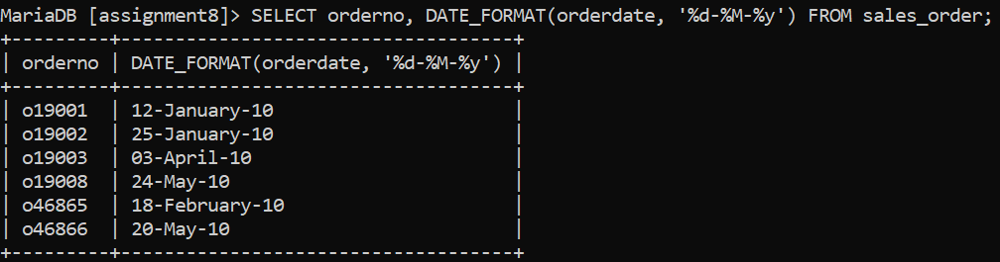 MariaDB [assignment8]> SELECT orderno, DATE_FORMAT(orderdate, '%d-%M-%y') FROM sales_order;
+---------+----------------------------------+
| orderno | DATE_FORMAT(orderdate, '%d-%M-%y') |
+---------+----------------------------------+
| o19001  | 12-January-10                      |
| o19002  | 25-January-10                      |
| o19003  | 03-April-10                        |
| o19008  | 24-May-10                          |
| o46865  | 18-February-10                     |
| o46866  | 20-May-10                          |
+---------+----------------------------------+